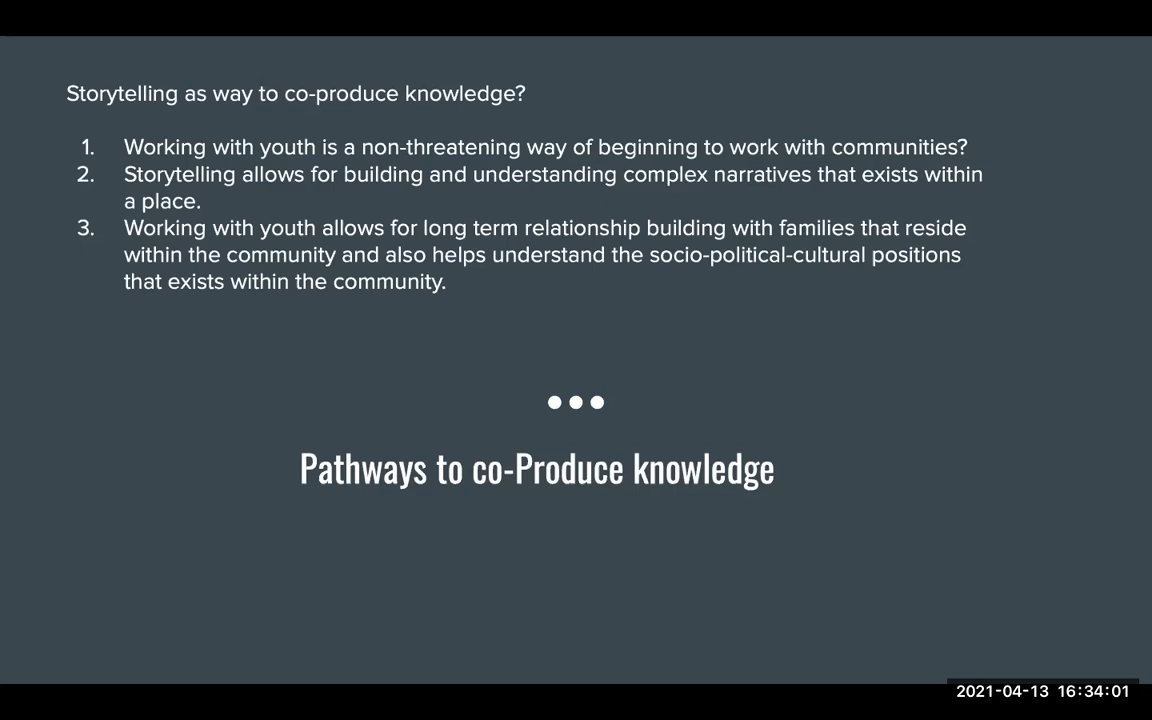 Storytelling as way to co-produce knowledge?
1. Working with youth is a non-threatening way of beginning to work with communities?
2. Storytelling allows for building and understanding complex narratives that exists within
a place.
3. Working with youth allows for long term relationship building with families that reside
within the community and also helps understand the socio-political-cultural positions
that exists within the community.
Pathways to co-Produce knowledge
2021-04-13 16:34:01